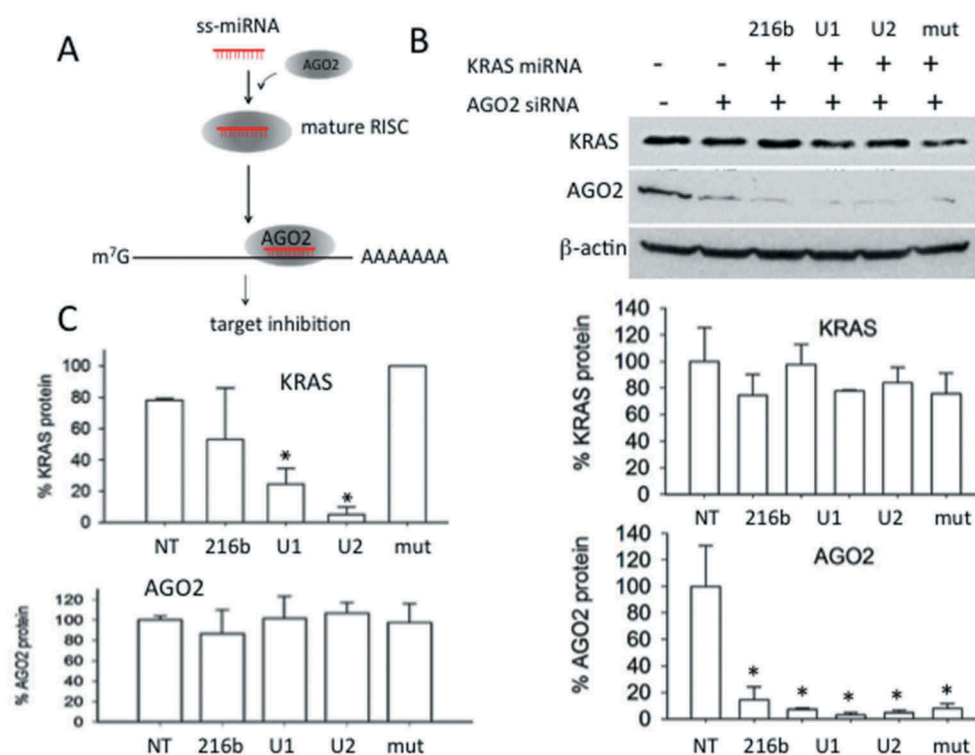 A
ss-miRNA
AGO2
mature RISC
AGO2
m⁷G AAAAAAA
target inhibition
B
216b U1 U2 mut
KRAS miRNA - - + + + +
AGO2 siRNA - + + + + +
KRAS
AGO2
β-actin
C
KRAS
% KRAS protein
100
80
60
40
20
0
NT 216b U1 U2 mut
* *
AGO2
% AGO2 protein
120
100
80
60
40
20
0
NT 216b U1 U2 mut
KRAS
% KRAS protein
140
120
100
80
60
40
20
0
NT 216b U1 U2 mut
AGO2
% AGO2 protein
140
120
100
80
60
40
20
0
* * * * *
NT 216b U1 U2 mut